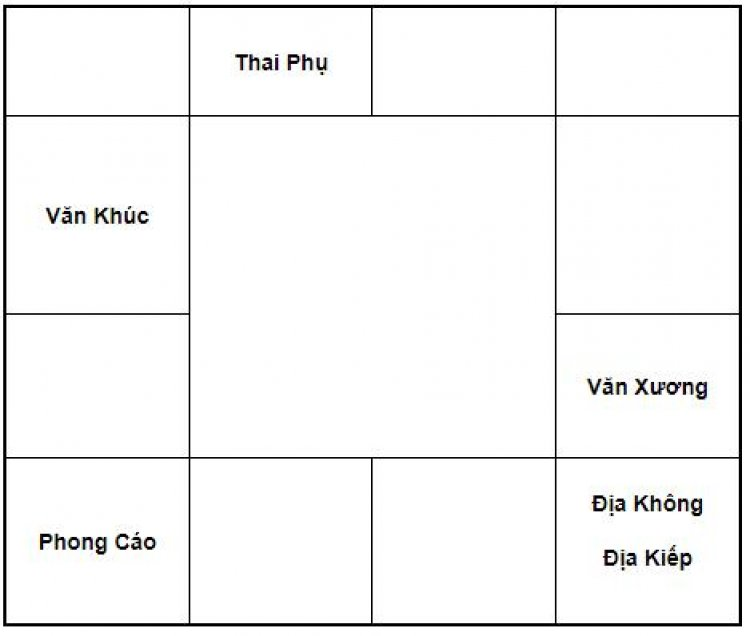 Thai Phụ
Văn Khúc
Văn Xương
Phong Cáo
Địa Không
Địa Kiếp